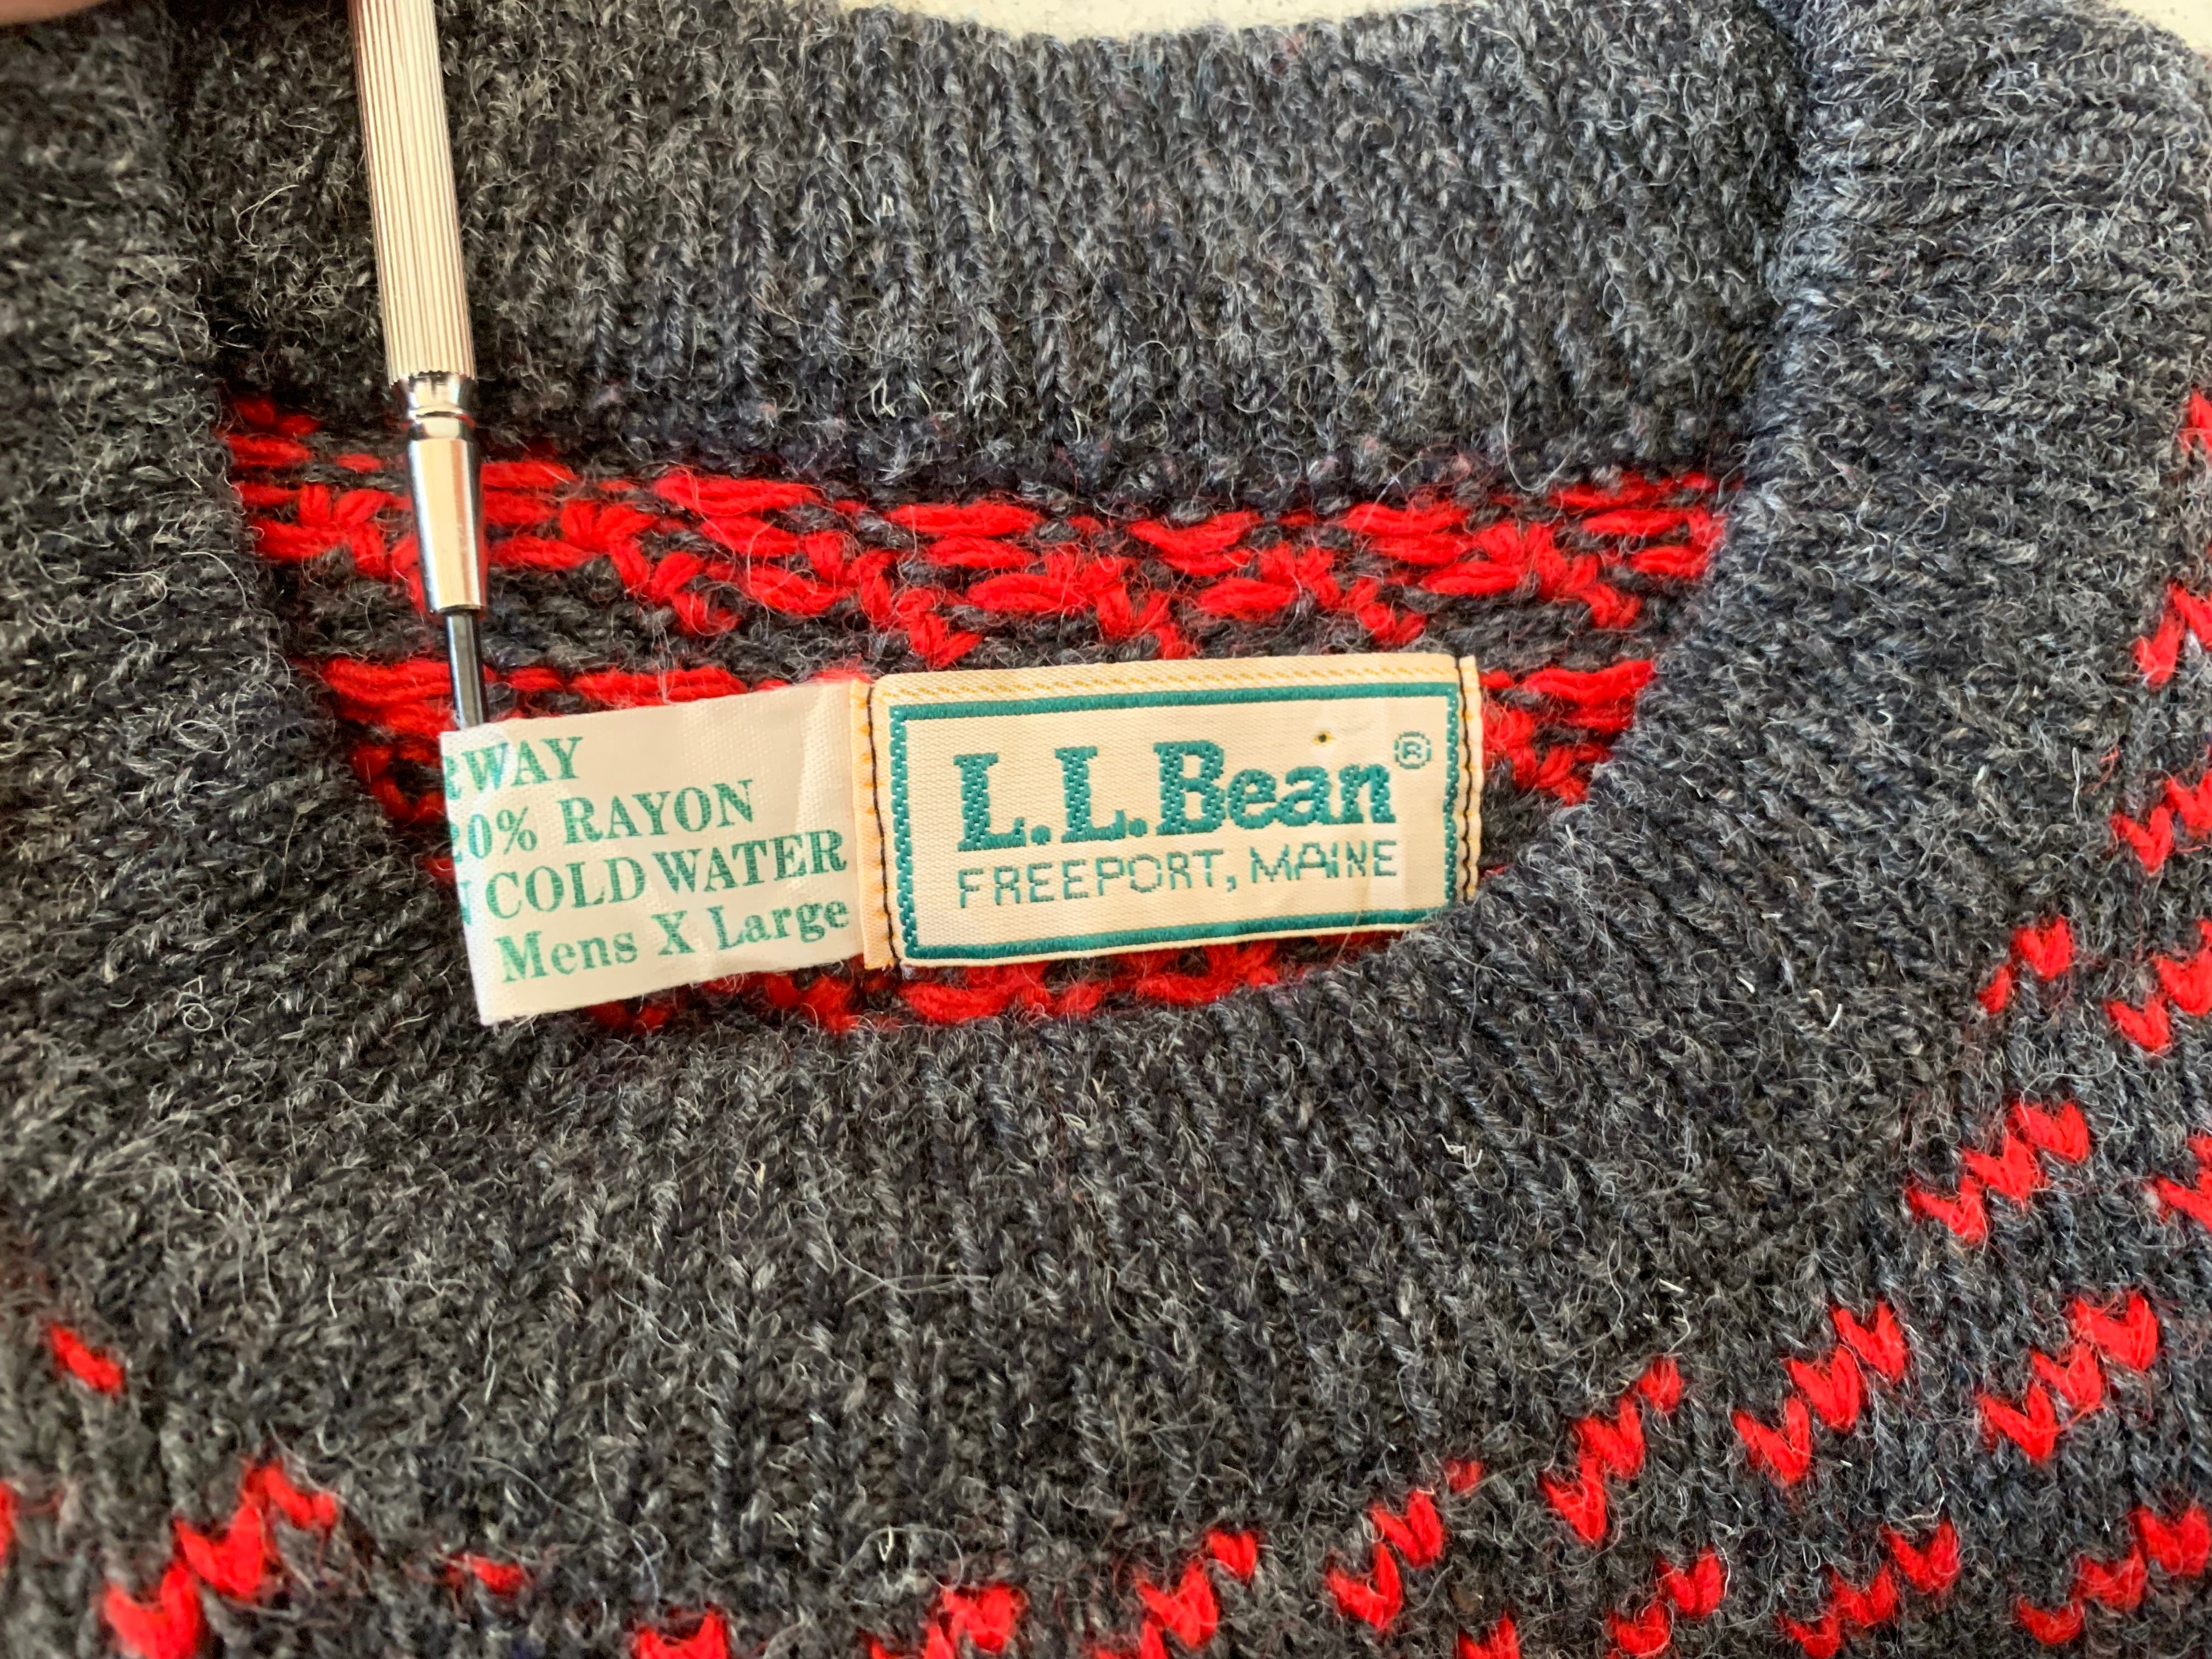 RWAY
20% RAYON
N COLD WATER
Mens X Large
L.L.Bean®
FREEPORT, MAINE